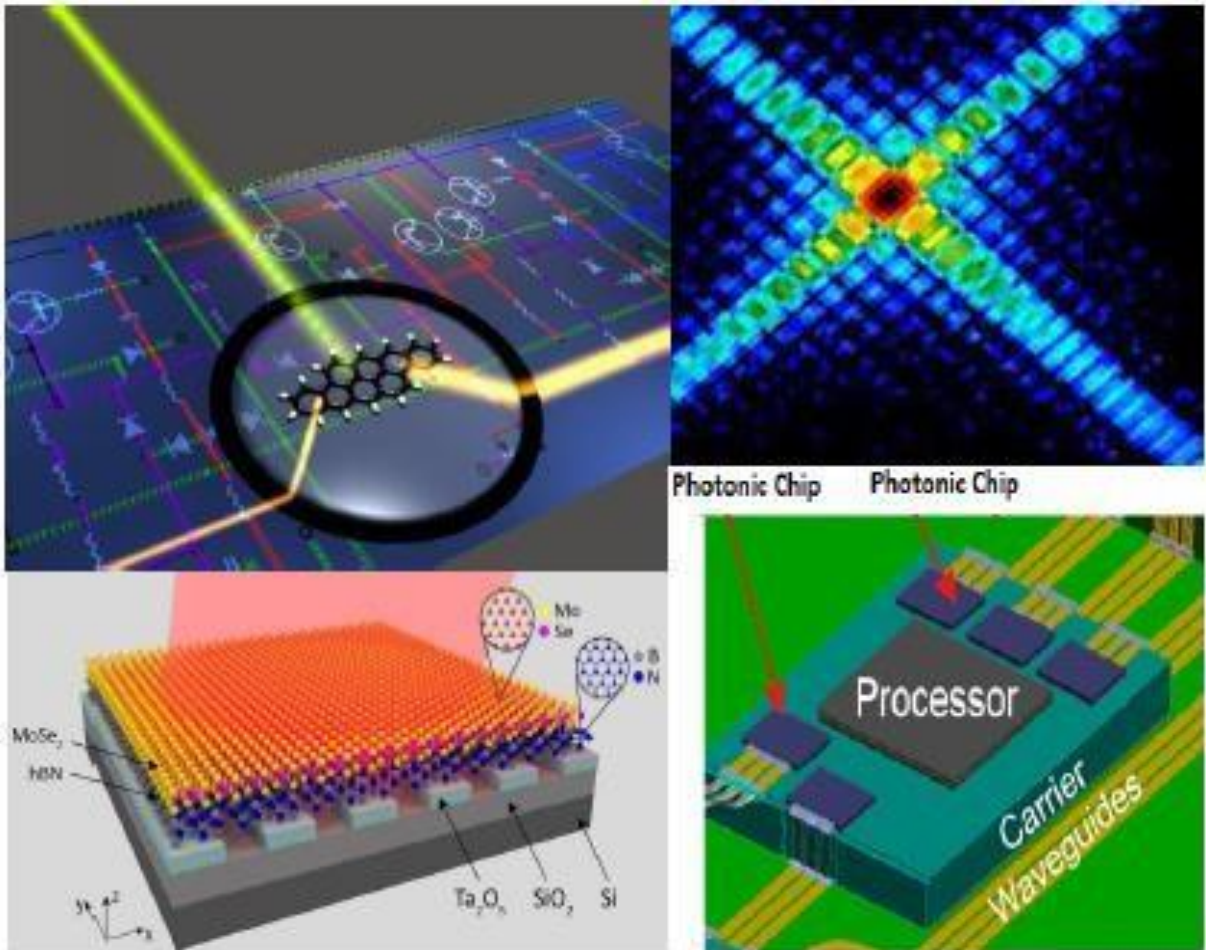 Photonic Chip Photonic Chip
Mo
Se
B
N
MoSe₂
hBN
Ta₂O₅ SiO₂ Si
y z x
Processor
Carrier
Waveguides